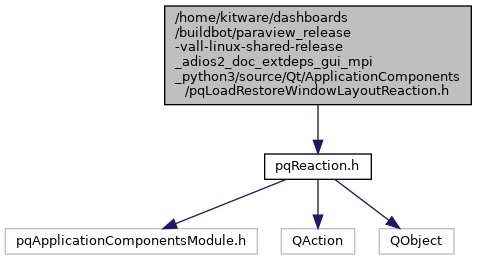 /home/kitware/dashboards
/buildbot/paraview_release
-vall-linux-shared-release
_adios2_doc_extdeps_gui_mpi
_python3/source/Qt/ApplicationComponents
/pqLoadRestoreWindowLayoutReaction.h
pqReaction.h
pqApplicationComponentsModule.h
QAction
QObject